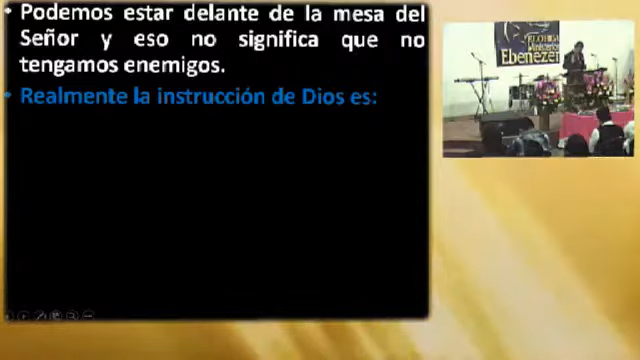 • Podemos estar delante de la mesa del
Señor y eso no significa que no
tengamos enemigos.
• Realmente la instrucción de Dios es:
Ministerios
Ebenezer